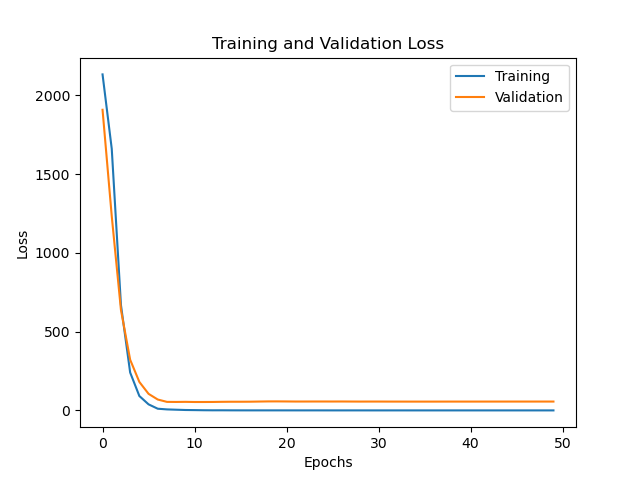 Training and Validation Loss
Training
Validation
2000
1500
1000
500
0
Loss
0 10 20 30 40 50
Epochs